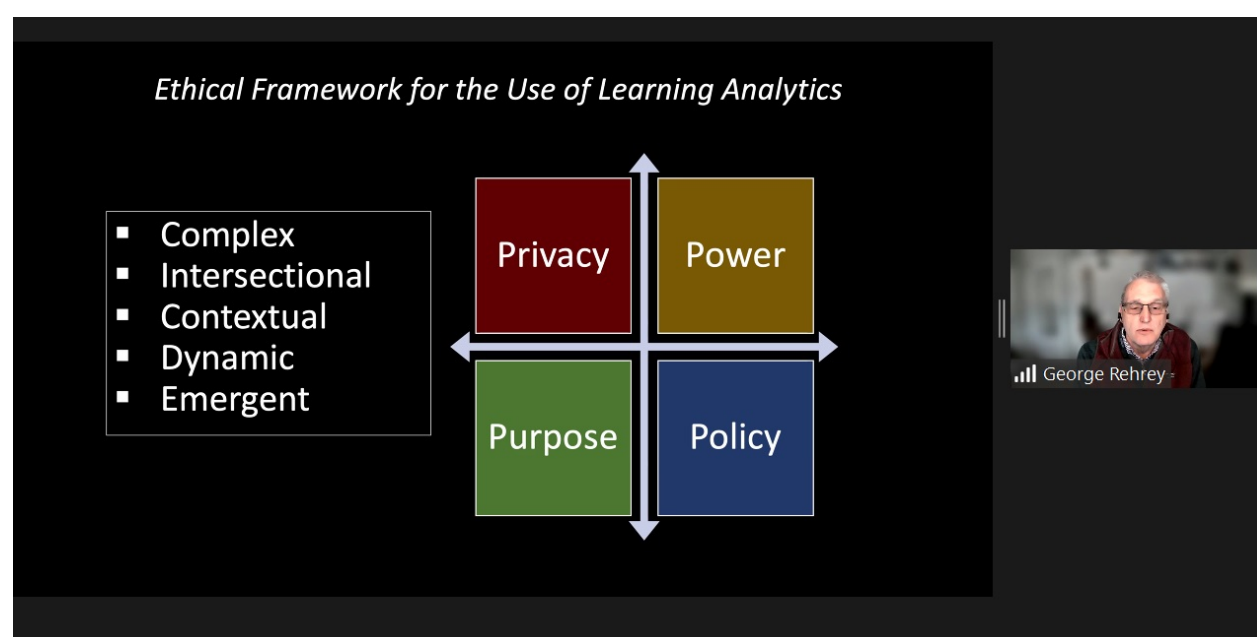 Ethical Framework for the Use of Learning Analytics
Complex
Intersectional
Contextual
Dynamic
Emergent
Privacy
Power
Purpose
Policy
George Rehrey